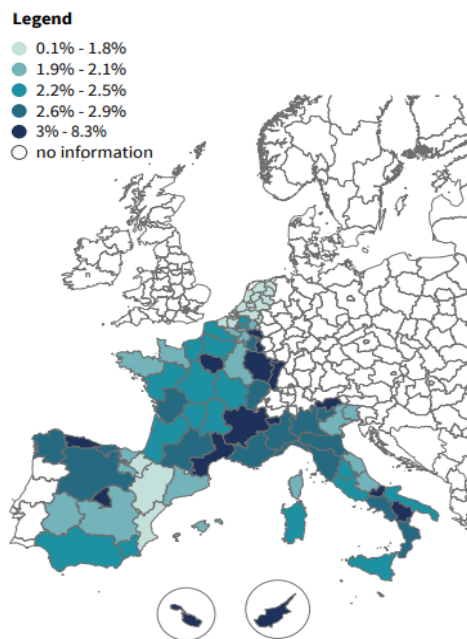 Legend
0.1% - 1.8%
1.9% - 2.1%
2.2% - 2.5%
2.6% - 2.9%
3% - 8.3%
no information